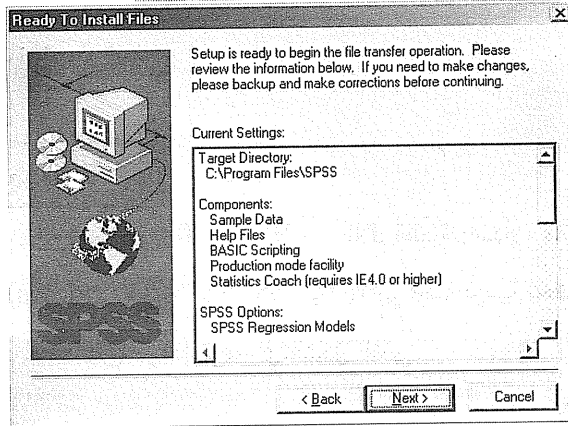 Ready To Install Files
Setup is ready to begin the file transfer operation. Please
review the information below. If you need to make changes,
please backup and make corrections before continuing.
Current Settings:
Target Directory:
C:\Program Files\SPSS
Components:
Sample Data
Help Files
BASIC Scripting
Production mode facility
Statistics Coach (requires IE4.0 or higher)
SPSS Options:
SPSS Regression Models
SPSS
< Back
Next >
Cancel